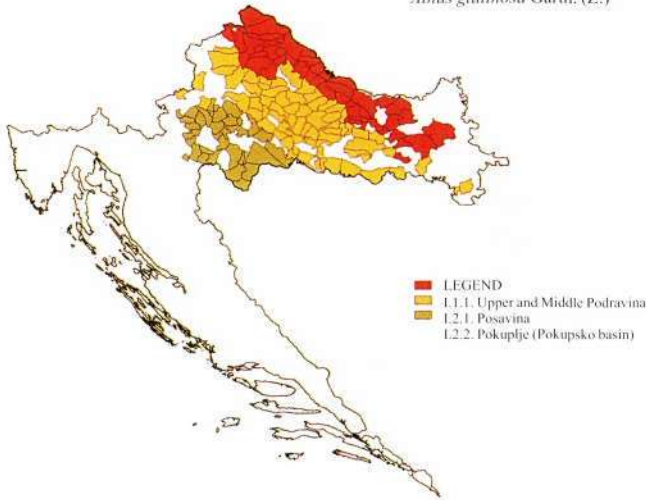 LEGEND
I.1.1. Upper and Middle Podravina
I.2.1. Posavina
I.2.2. Pokuplje (Pokupsko basin)